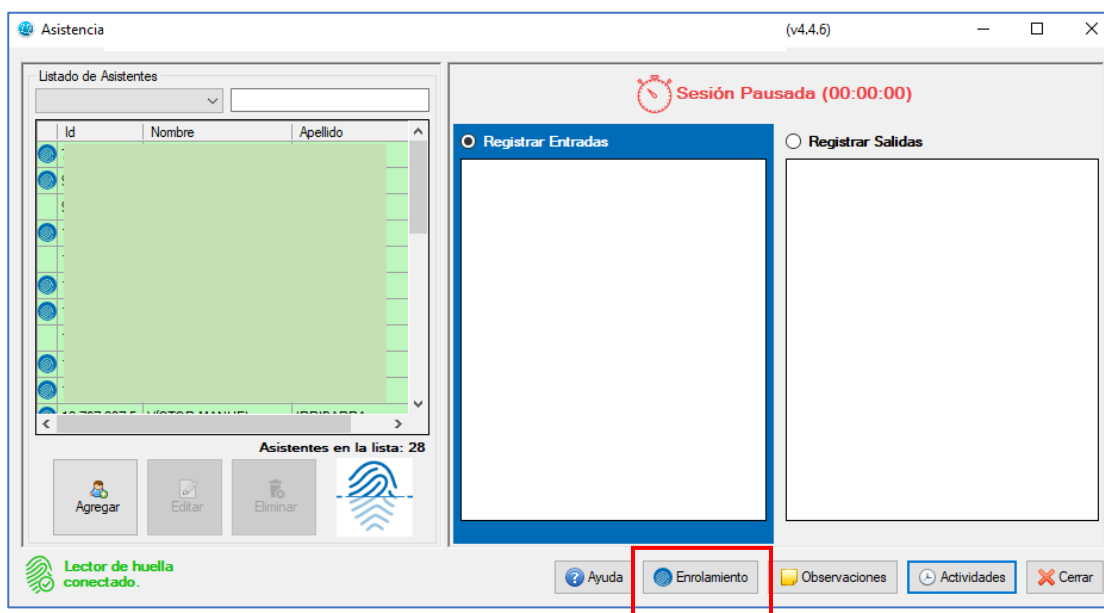 Asistencia (v4.4.6)
Listado de Asistentes
Sesión Pausada (00:00:00)
Id Nombre Apellido
Registrar Entradas
Registrar Salidas
Asistentes en la lista: 28
Agregar
Editar
Eliminar
Lector de huella
conectado.
Ayuda
Enrolamiento
Observaciones
Actividades
Cerrar